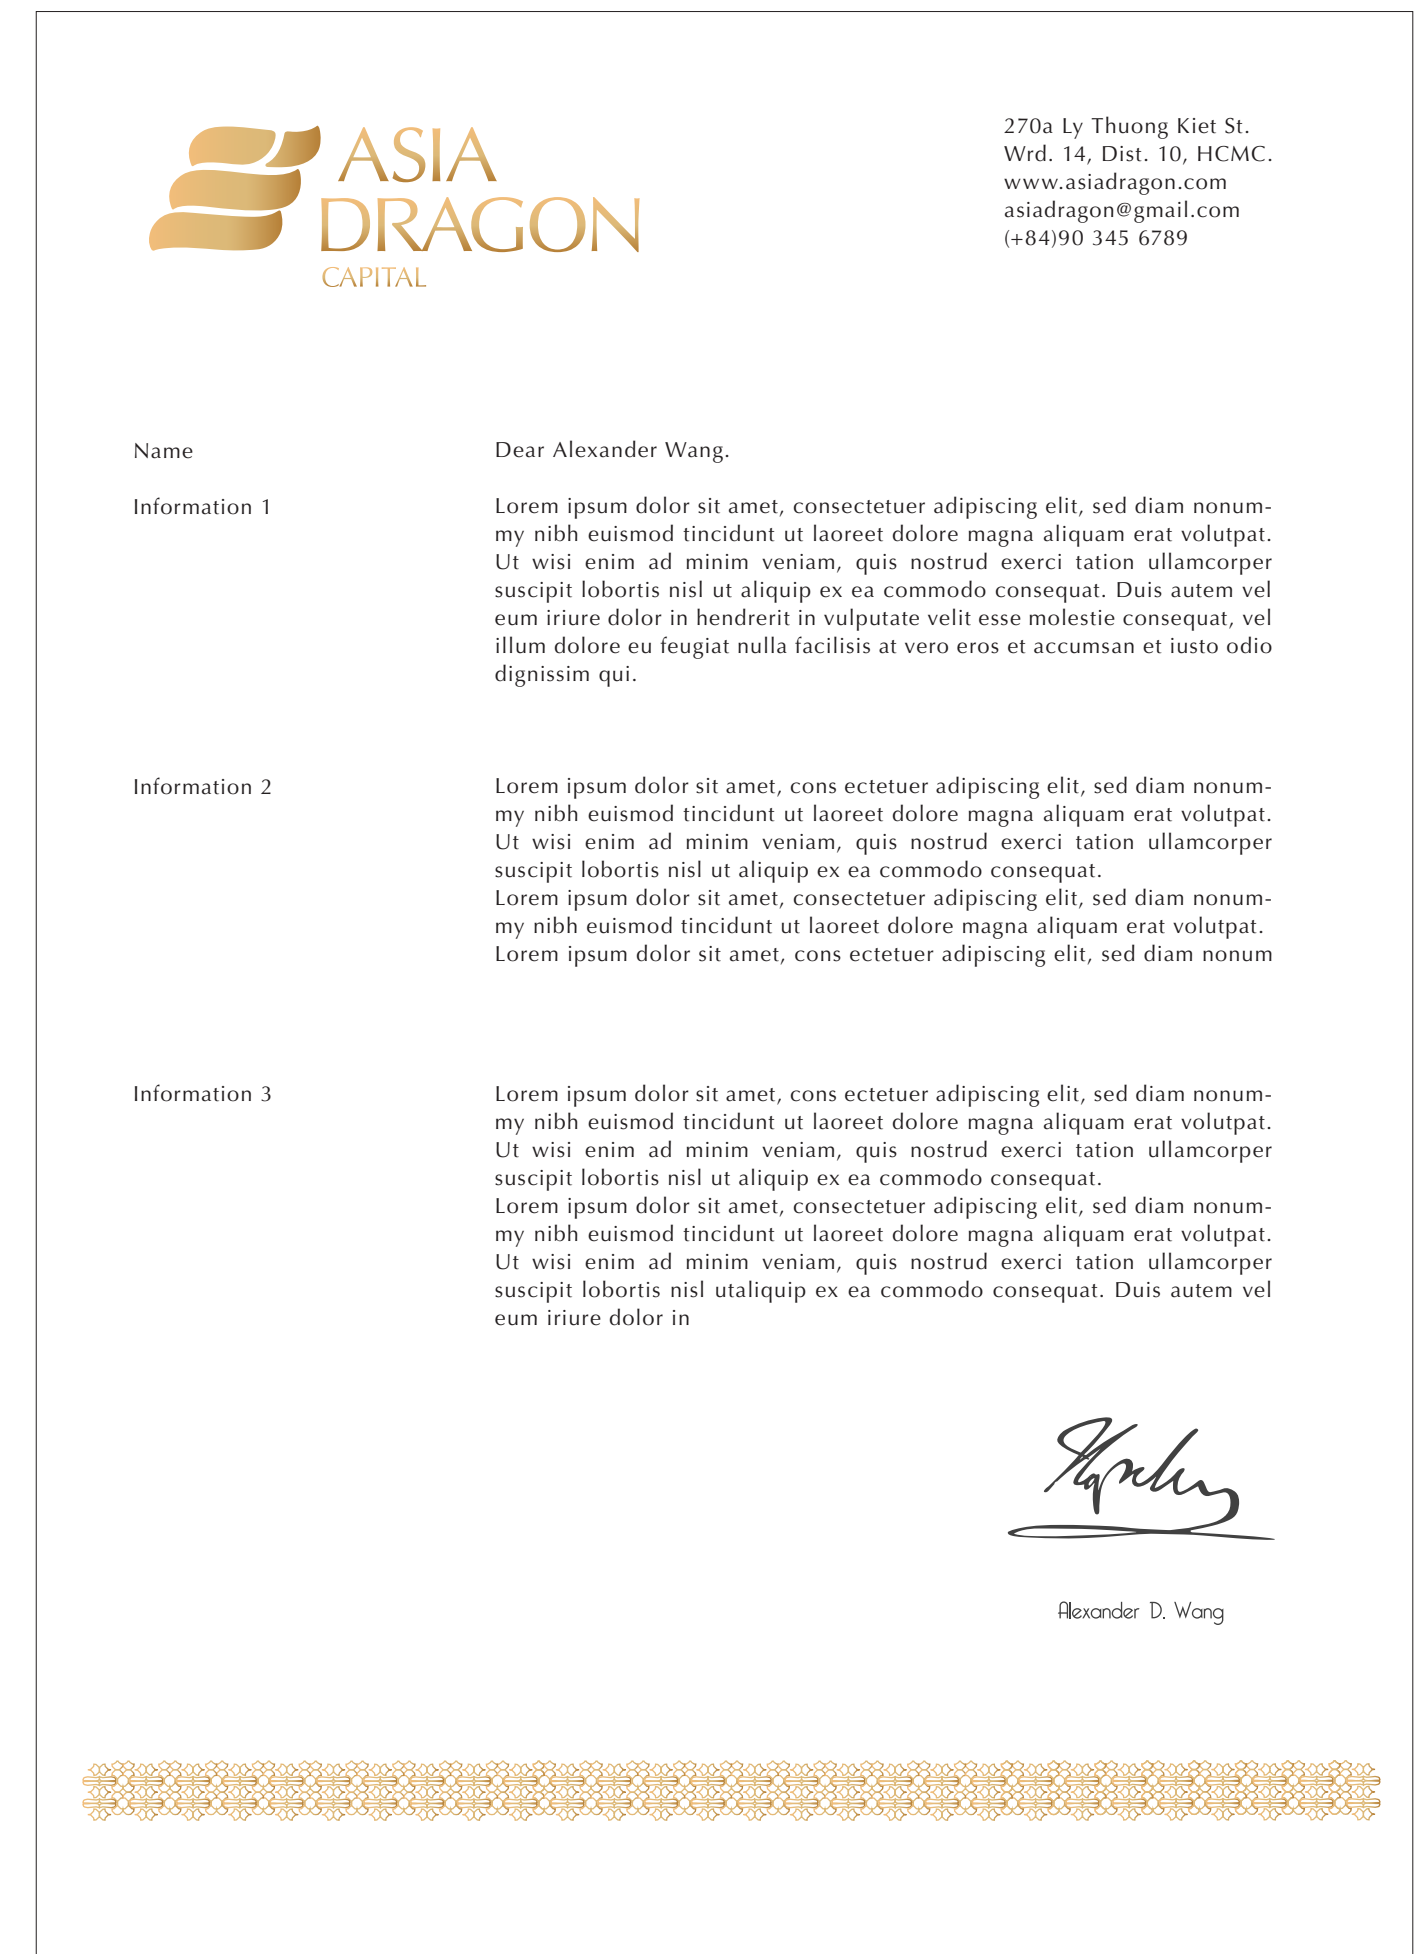 ASIA
DRAGON
CAPITAL
270a Ly Thuong Kiet St.
Wrd. 14, Dist. 10, HCMC.
www.asiadragon.com
asiadragon@gmail.com
(+84)90 345 6789
Name
Dear Alexander Wang.
Information 1
Lorem ipsum dolor sit amet, consectetuer adipiscing elit, sed diam nonum-
my nibh euismod tincidunt ut laoreet dolore magna aliquam erat volutpat.
Ut wisi enim ad minim veniam, quis nostrud exerci tation ullamcorper
suscipit lobortis nisl ut aliquip ex ea commodo consequat. Duis autem vel
eum iriure dolor in hendrerit in vulputate velit esse molestie consequat, vel
illum dolore eu feugiat nulla facilisis at vero eros et accumsan et iusto odio
dignissim qui.
Information 2
Lorem ipsum dolor sit amet, cons ectetuer adipiscing elit, sed diam nonum-
my nibh euismod tincidunt ut laoreet dolore magna aliquam erat volutpat.
Ut wisi enim ad minim veniam, quis nostrud exerci tation ullamcorper
suscipit lobortis nisl ut aliquip ex ea commodo consequat.
Lorem ipsum dolor sit amet, consectetuer adipiscing elit, sed diam nonum-
my nibh euismod tincidunt ut laoreet dolore magna aliquam erat volutpat.
Lorem ipsum dolor sit amet, cons ectetuer adipiscing elit, sed diam nonum
Information 3
Lorem ipsum dolor sit amet, cons ectetuer adipiscing elit, sed diam nonum-
my nibh euismod tincidunt ut laoreet dolore magna aliquam erat volutpat.
Ut wisi enim ad minim veniam, quis nostrud exerci tation ullamcorper
suscipit lobortis nisl ut aliquip ex ea commodo consequat.
Lorem ipsum dolor sit amet, consectetuer adipiscing elit, sed diam nonum-
my nibh euismod tincidunt ut laoreet dolore magna aliquam erat volutpat.
Ut wisi enim ad minim veniam, quis nostrud exerci tation ullamcorper
suscipit lobortis nisl utaliquip ex ea commodo consequat. Duis autem vel
eum iriure dolor in
Alexander D. Wang